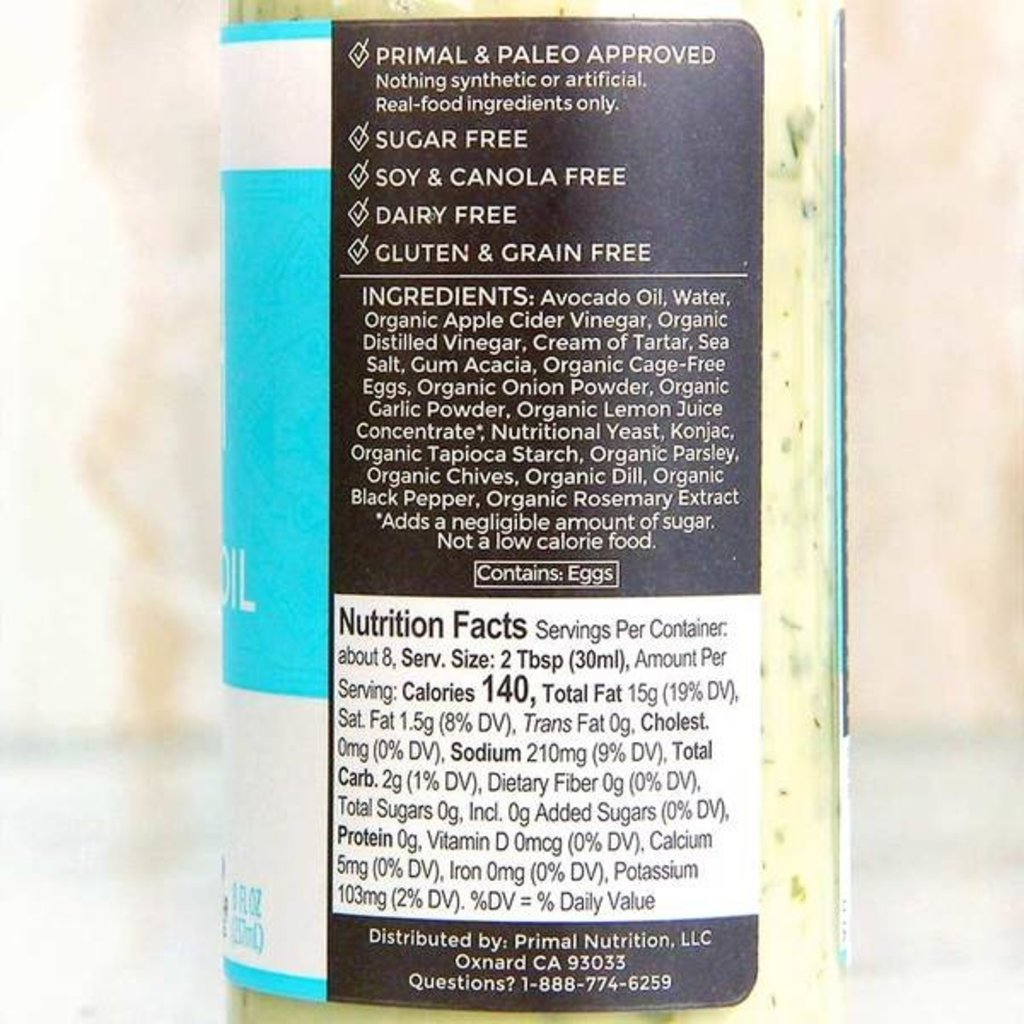 PRIMAL & PALEO APPROVED
Nothing synthetic or artificial.
Real-food ingredients only.
SUGAR FREE
SOY & CANOLA FREE
DAIRY FREE
GLUTEN & GRAIN FREE
INGREDIENTS: Avocado Oil, Water,
Organic Apple Cider Vinegar, Organic
Distilled Vinegar, Cream of Tartar, Sea
Salt, Gum Acacia, Organic Cage-Free
Eggs, Organic Onion Powder, Organic
Garlic Powder, Organic Lemon Juice
Concentrate*, Nutritional Yeast, Konjac,
Organic Tapioca Starch, Organic Parsley,
Organic Chives, Organic Dill, Organic
Black Pepper, Organic Rosemary Extract
*Adds a negligible amount of sugar.
Not a low calorie food.
Contains: Eggs
Nutrition Facts Servings Per Container:
about 8, Serv. Size: 2 Tbsp (30ml), Amount Per
Serving: Calories 140, Total Fat 15g (19% DV),
Sat. Fat 1.5g (8% DV), Trans Fat 0g, Cholest.
0mg (0% DV), Sodium 210mg (9% DV), Total
Carb. 2g (1% DV), Dietary Fiber 0g (0% DV),
Total Sugars 0g, Incl. 0g Added Sugars (0% DV),
Protein 0g, Vitamin D 0mcg (0% DV), Calcium
5mg (0% DV), Iron 0mg (0% DV), Potassium
103mg (2% DV). %DV = % Daily Value
Distributed by: Primal Nutrition, LLC
Oxnard CA 93033
Questions? 1-888-774-6259
OIL
8 FL OZ
(237ml)